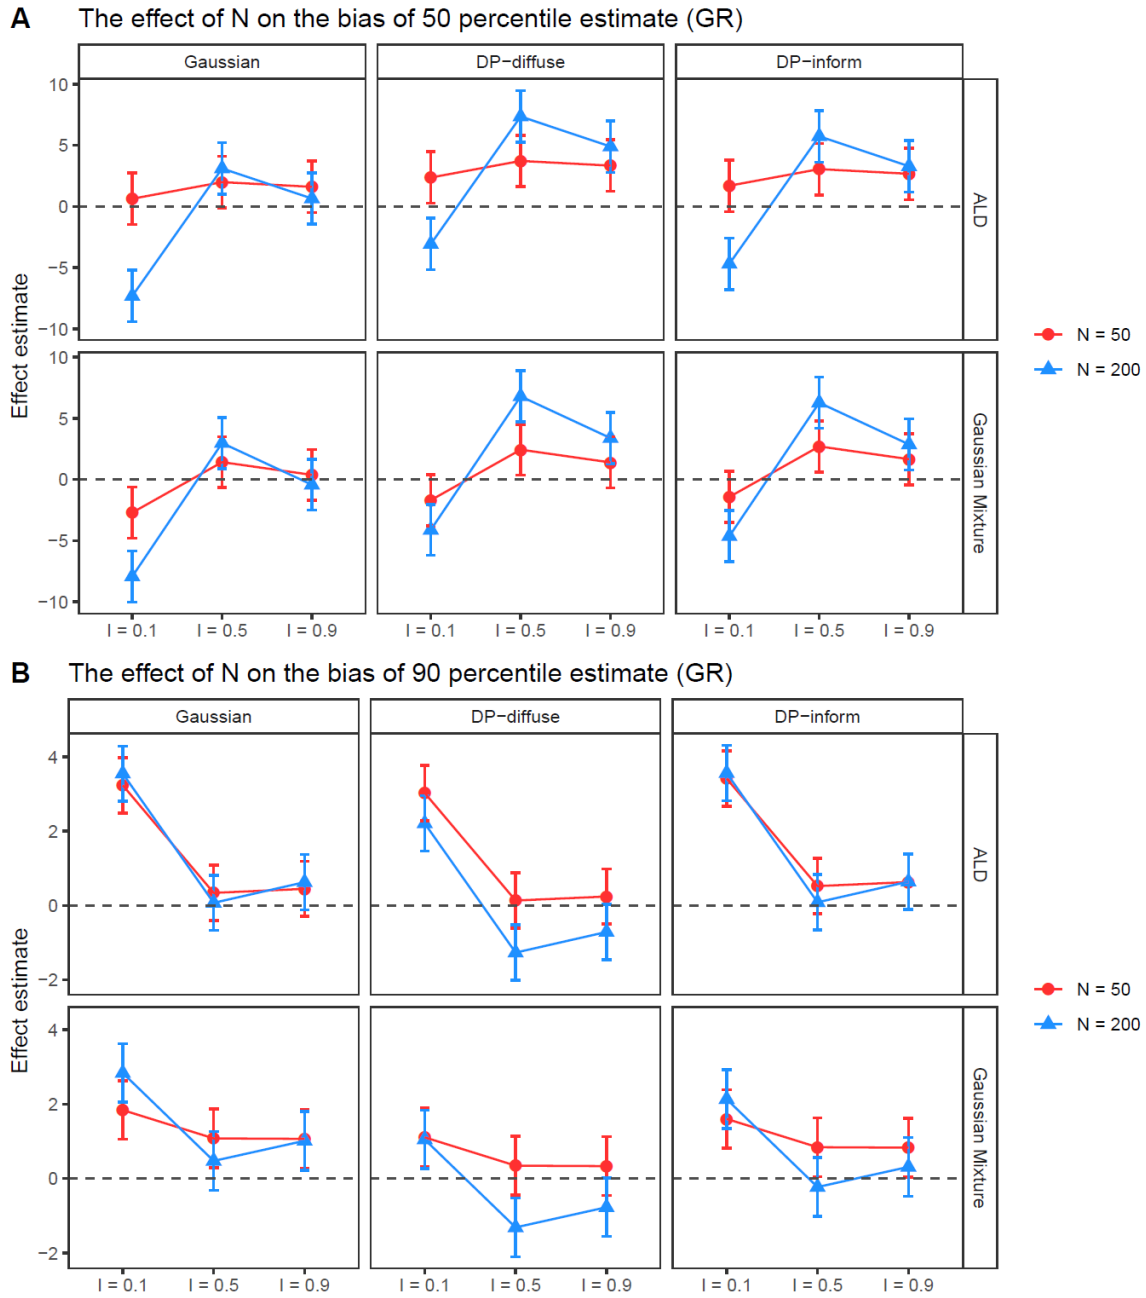 A The effect of N on the bias of 50 percentile estimate (GR)
Gaussian DP−diffuse DP−inform
10
5
0
−5
−10
ALD
10
5
0
−5
−10
Gaussian Mixture
Effect estimate
I = 0.1 I = 0.5 I = 0.9 I = 0.1 I = 0.5 I = 0.9 I = 0.1 I = 0.5 I = 0.9
N = 50
N = 200
B The effect of N on the bias of 90 percentile estimate (GR)
Gaussian DP−diffuse DP−inform
4
2
0
−2
ALD
4
2
0
−2
Gaussian Mixture
Effect estimate
I = 0.1 I = 0.5 I = 0.9 I = 0.1 I = 0.5 I = 0.9 I = 0.1 I = 0.5 I = 0.9
N = 50
N = 200